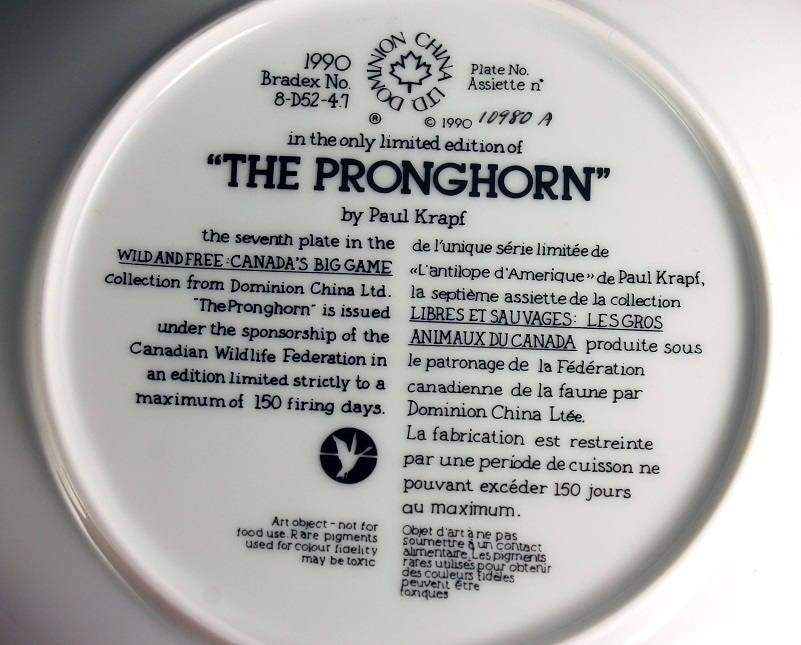 1990
Bradex No.
8-D52-4.7
DOMINION CHINA LTD
®
Plate No.
Assiette n°
© 1990 10980 A
in the only limited edition of
“THE PRONGHORN”
by Paul Krapf
the seventh plate in the
WILD AND FREE: CANADA'S BIG GAME
collection from Dominion China Ltd.
"The Pronghorn" is issued
under the sponsorship of the
Canadian Wildlife Federation in
an edition limited strictly to a
maximum of 150 firing days.
Art object - not for
food use. Rare pigments
used for colour fidelity
may be toxic
de l'unique série limitée de
«L'antilope d'Amerique» de Paul Krapf,
la septième assiette de la collection
LIBRES ET SAUVAGES: LES GROS
ANIMAUX DU CANADA produite sous
le patronage de la Fédération
canadienne de la faune par
Dominion China Ltée.
La fabrication est restreinte
par une periode de cuisson ne
pouvant excéder 150 jours
au maximum.
Objet d'art à ne pas
soumettre à un contact
alimentaire. Les pigments
rares utilisés pour obtenir
des couleurs fidèles
peuvent être
toxiques